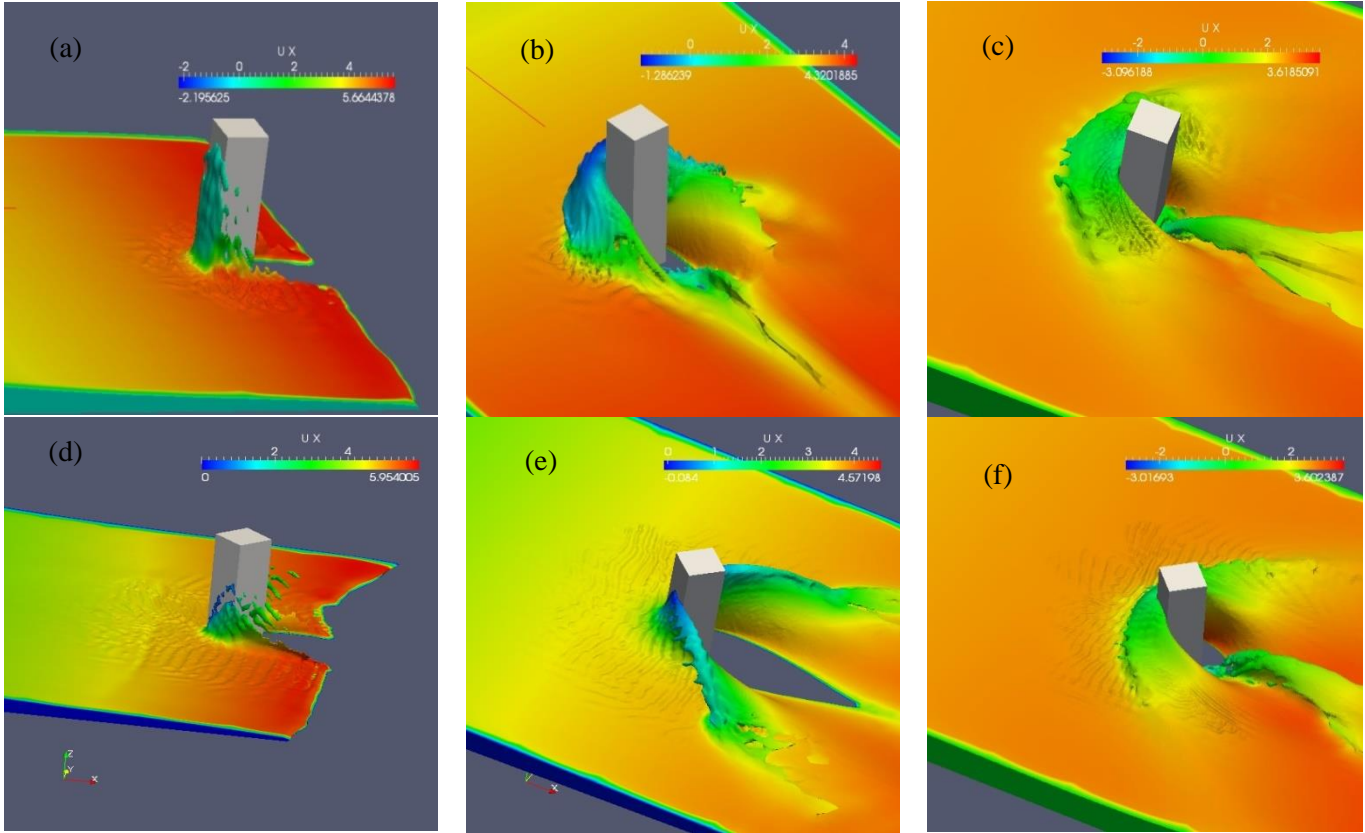 (a)
U X
-2 0 2 4
-2.195625 5.6644378
(b)
U X
0 2 4
-1.286239 4.3201885
(c)
U X
-2 0 2
-3.096188 3.6185091
(d)
U X
2 4
0 5.954005
Z
Y
X
(e)
U X
-0 1 2 3 4
-0.084 4.57198
X
(f)
U X
-2 0 2
-3.01693 3.602387